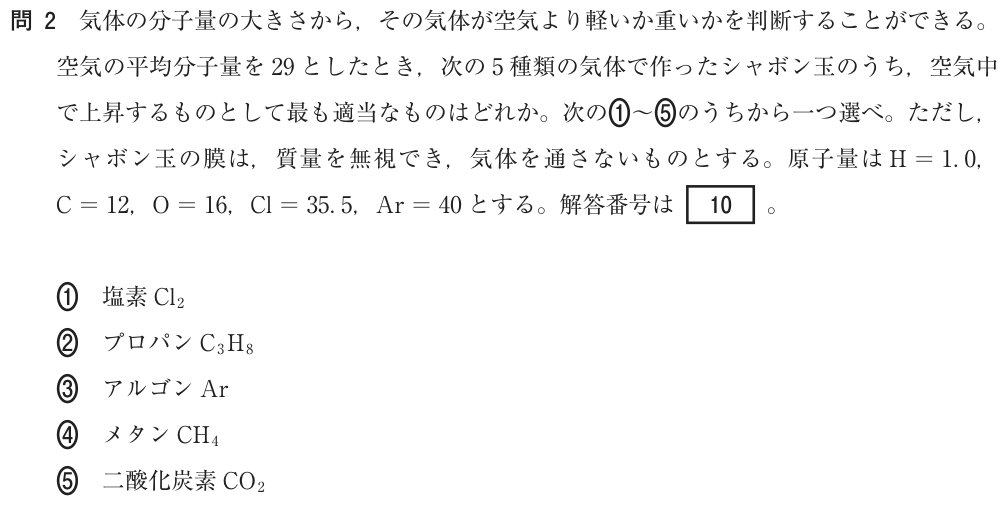 問 2 気体の分子量の大きさから，その気体が空気より軽いか重いかを判断することができる。
空気の平均分子量を 29 としたとき，次の 5 種類の気体で作ったシャボン玉のうち，空気中
で上昇するものとして最も適当なものはどれか。次の①～⑤のうちから一つ選べ。ただし，
シャボン玉の膜は，質量を無視でき，気体を通さないものとする。原子量は H = 1.0，
C = 12，O = 16，Cl = 35.5，Ar = 40 とする。解答番号は 10 。
① 塩素 Cl₂
② プロパン C₃H₈
③ アルゴン Ar
④ メタン CH₄
⑤ 二酸化炭素 CO₂